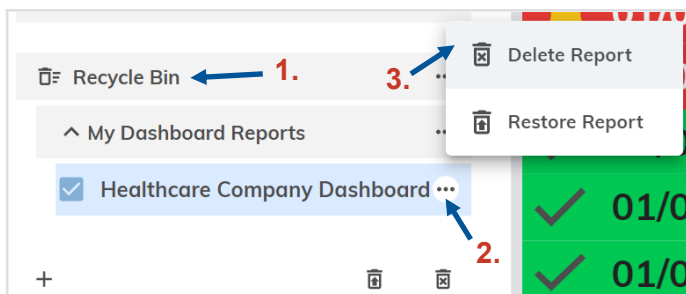 Recycle Bin
1.
3.
Delete Report
Restore Report
My Dashboard Reports
Healthcare Company Dashboard
2.
01/0
01/0